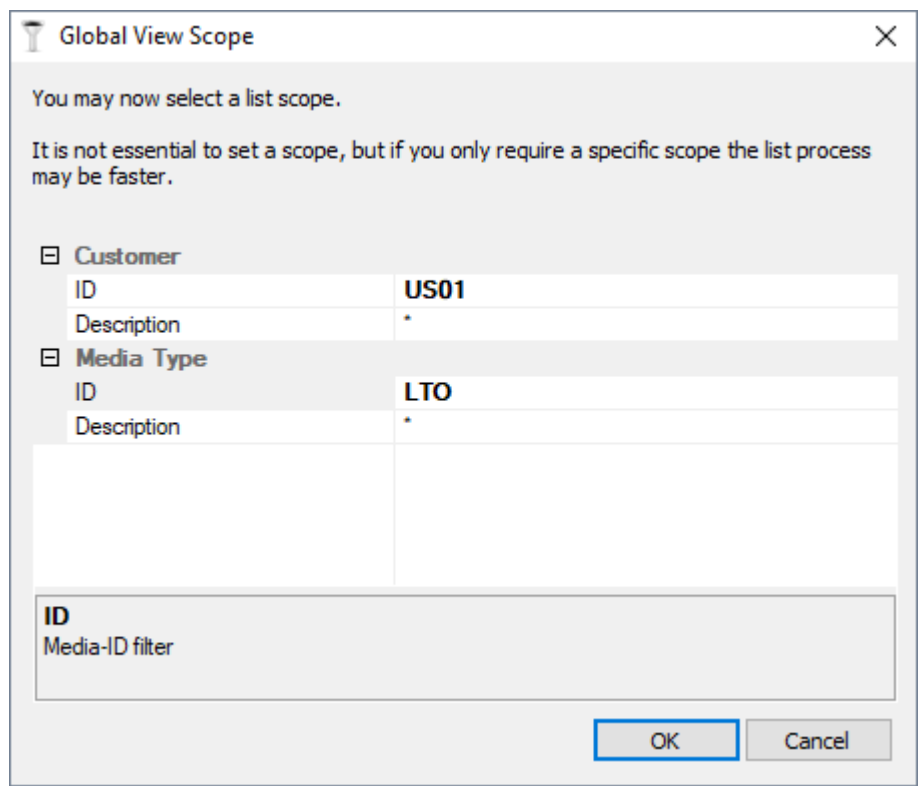 Global View Scope
You may now select a list scope.
It is not essential to set a scope, but if you only require a specific scope the list process
may be faster.
Customer
ID US01
Description *
Media Type
ID LTO
Description *
ID
Media-ID filter
OK Cancel